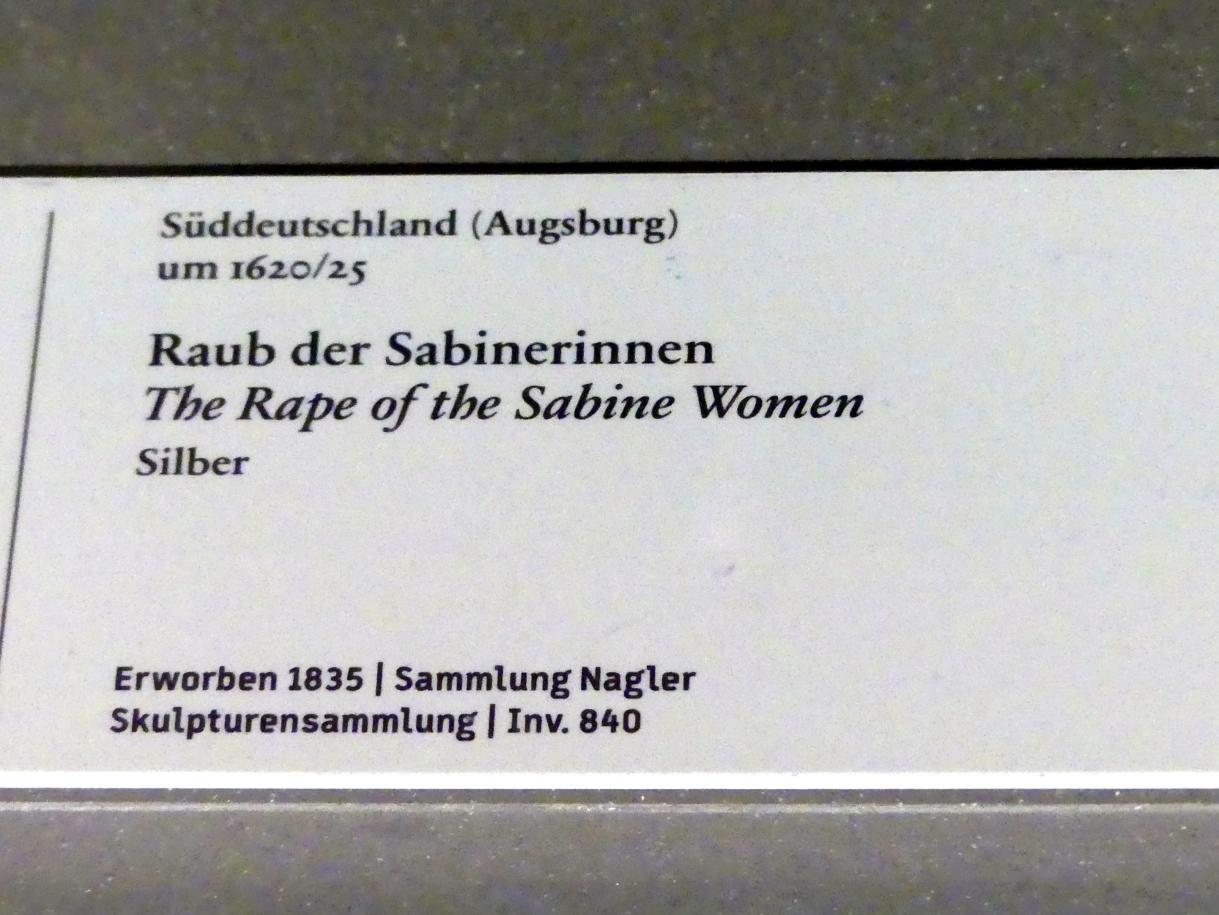 Süddeutschland (Augsburg)
um 1620/25
Raub der Sabinerinnen
The Rape of the Sabine Women
Silber
Erworben 1835 | Sammlung Nagler
Skulpturensammlung | Inv. 840